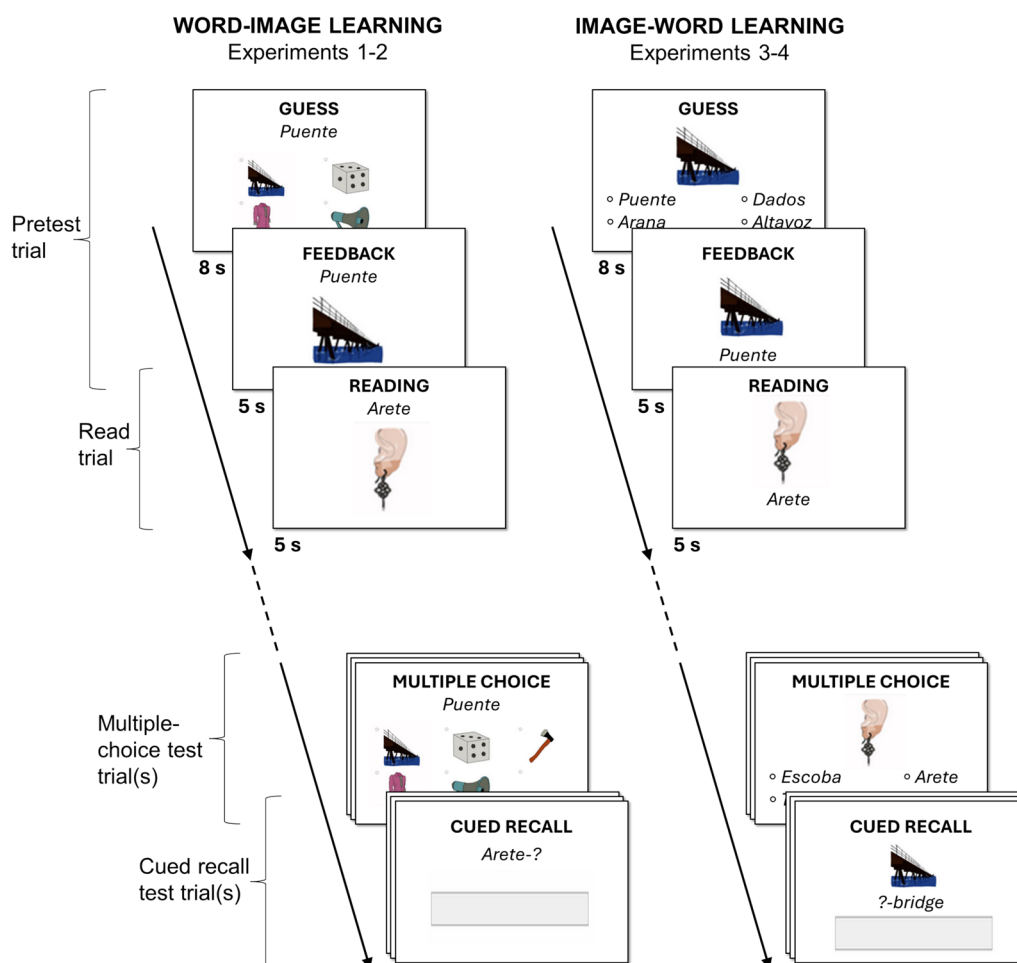 WORD-IMAGE LEARNING
Experiments 1-2
IMAGE-WORD LEARNING
Experiments 3-4
Pretest
trial
GUESS
Puente
8 s
FEEDBACK
Puente
5 s
Read
trial
READING
Arete
5 s
GUESS
Puente
Dados
Arana
Altavoz
8 s
FEEDBACK
Puente
5 s
READING
Arete
5 s
Multiple-
choice test
trial(s)
MULTIPLE CHOICE
Puente
Cued recall
test trial(s)
CUED RECALL
Arete-?
MULTIPLE CHOICE
Escoba
Arete
CUED RECALL
?-bridge